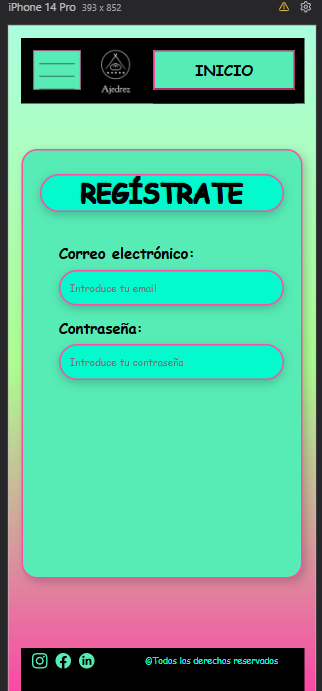 iPhone 14 Pro 393 x 852
INICIO
Ajedrez
REGÍSTRATE
Correo electrónico:
Introduce tu email
Contraseña:
Introduce tu contraseña
@Todos los derechos reservados